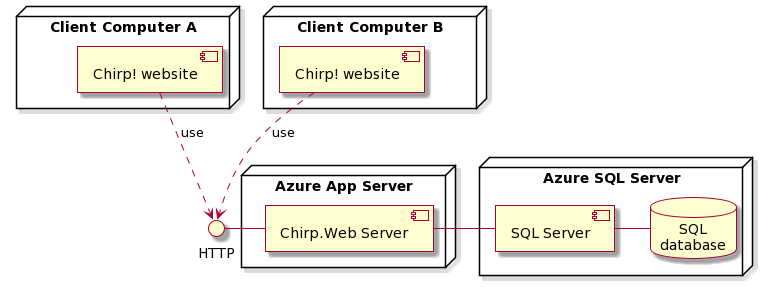 Client Computer A
Client Computer B
Chirp! website
Chirp! website
use
use
Azure App Server
Azure SQL Server
Chirp.Web Server
SQL Server
SQL
database
HTTP